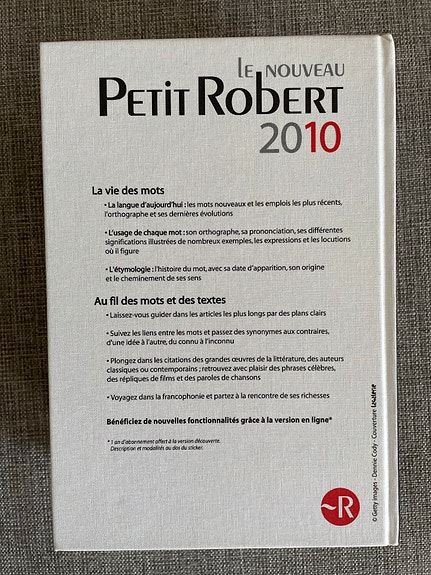 LE NOUVEAU
PETIT ROBERT
2010
La vie des mots
• La langue d'aujourd'hui : les mots nouveaux et les emplois les plus récents,
l'orthographe et ses dernières évolutions
• L'usage de chaque mot : son orthographe, sa prononciation, ses différentes
significations illustrées de nombreux exemples, les expressions et les locutions
où il figure
• L'étymologie : l'histoire du mot, avec sa date d'apparition, son origine
et le cheminement de ses sens
Au fil des mots et des textes
• Laissez-vous guider dans les articles les plus longs par des plans clairs
• Suivez les liens entre les mots et passez des synonymes aux contraires,
d'une idée à l'autre, du connu à l'inconnu
• Plongez dans les citations des grandes œuvres de la littérature, des auteurs
classiques ou contemporains ; retrouvez avec plaisir des phrases célèbres,
des répliques de films et des paroles de chansons
• Voyagez dans la francophonie et partez à la rencontre de ses richesses
Bénéficiez de nouvelles fonctionnalités grâce à la version en ligne*
* 1 an d'abonnement offert à la version découverte.
Description et modalités au dos du sticker.
~R
© Getty Images - Dennie Cody - Couverture